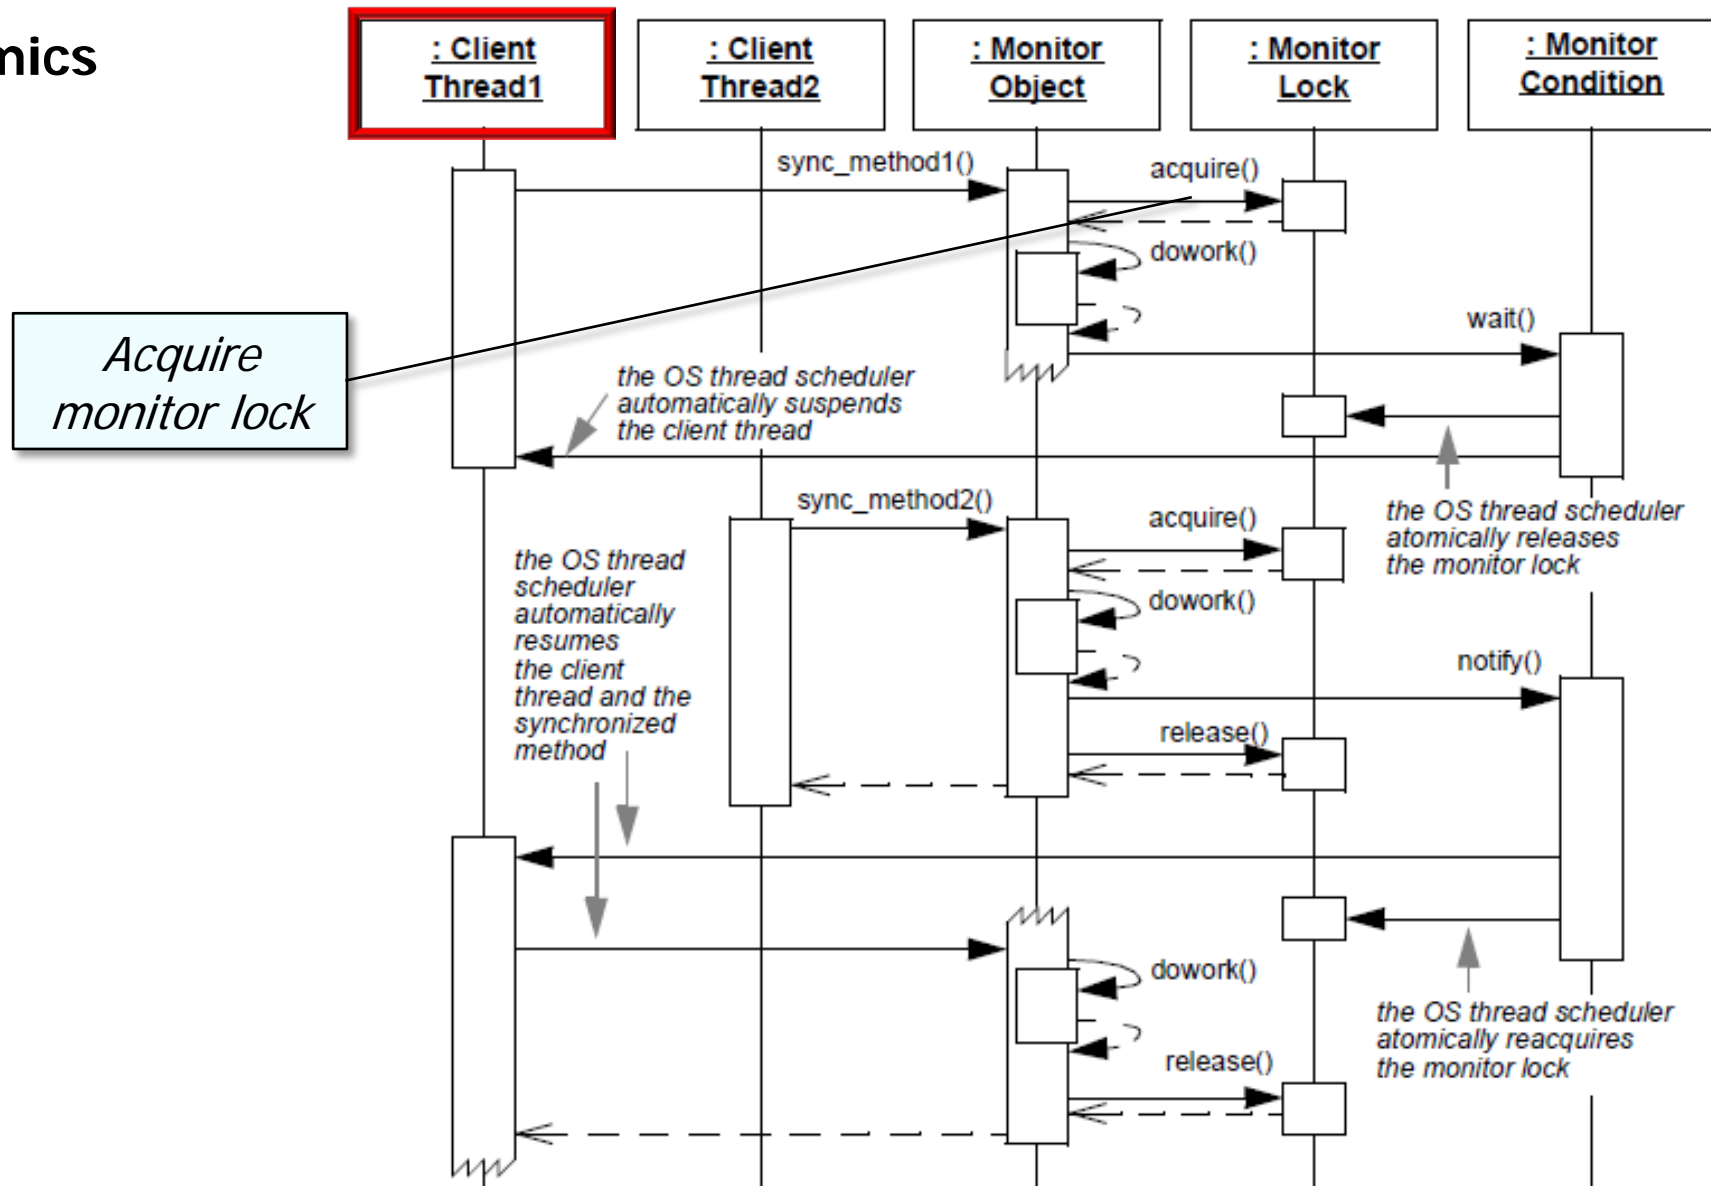 mics
: Client
Thread1
: Client
Thread2
: Monitor
Object
: Monitor
Lock
: Monitor
Condition
sync_method1()
acquire()
dowork()
wait()
Acquire
monitor lock
the OS thread scheduler
automatically suspends
the client thread
sync_method2()
acquire()
the OS thread scheduler
atomically releases
the monitor lock
the OS thread
scheduler
automatically
resumes
the client
thread and the
synchronized
method
dowork()
notify()
release()
dowork()
the OS thread scheduler
atomically reacquires
the monitor lock
release()